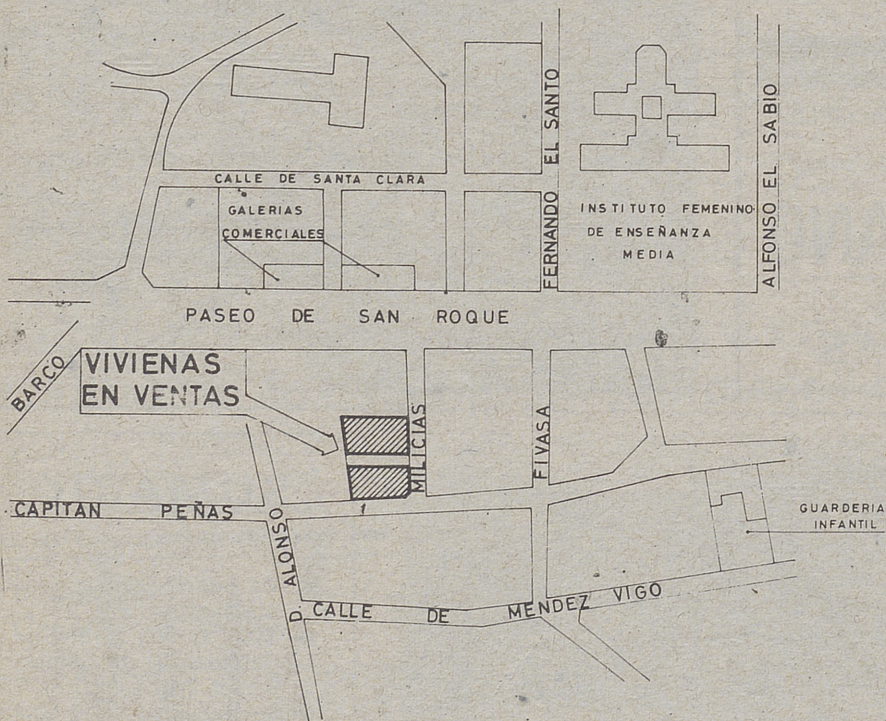 FERNANDO EL SANTO
ALFONSO EL SABIO
CALLE DE SANTA CLARA
GALERIAS
COMERCIALES
INSTITUTO FEMENINO
DE ENSEÑANZA
MEDIA
PASEO DE SAN ROQUE
BARCO
VIVIENAS
EN VENTAS
MILICIAS
FIVASA
CAPITAN PEÑAS
1
D. ALONSO
GUARDERIA
INFANTIL
CALLE DE MENDEZ VIGO